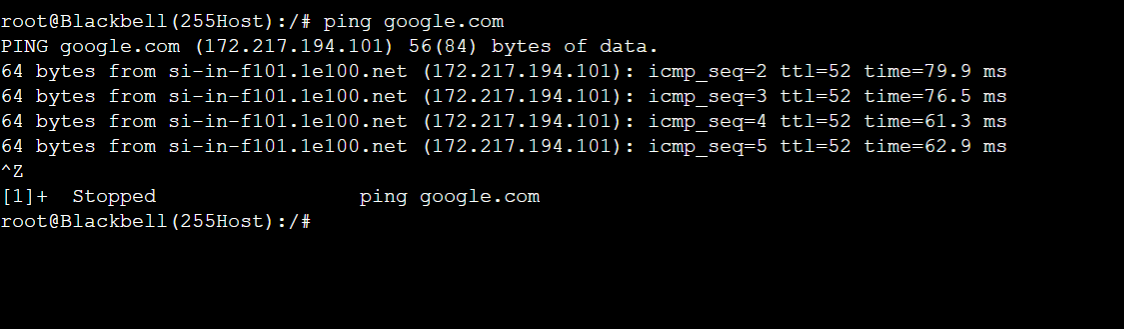 root@Blackbell(255Host):/# ping google.com
PING google.com (172.217.194.101) 56(84) bytes of data.
64 bytes from si-in-f101.1e100.net (172.217.194.101): icmp_seq=2 ttl=52 time=79.9 ms
64 bytes from si-in-f101.1e100.net (172.217.194.101): icmp_seq=3 ttl=52 time=76.5 ms
64 bytes from si-in-f101.1e100.net (172.217.194.101): icmp_seq=4 ttl=52 time=61.3 ms
64 bytes from si-in-f101.1e100.net (172.217.194.101): icmp_seq=5 ttl=52 time=62.9 ms
^Z
[1]+  Stopped                 ping google.com
root@Blackbell(255Host):/#